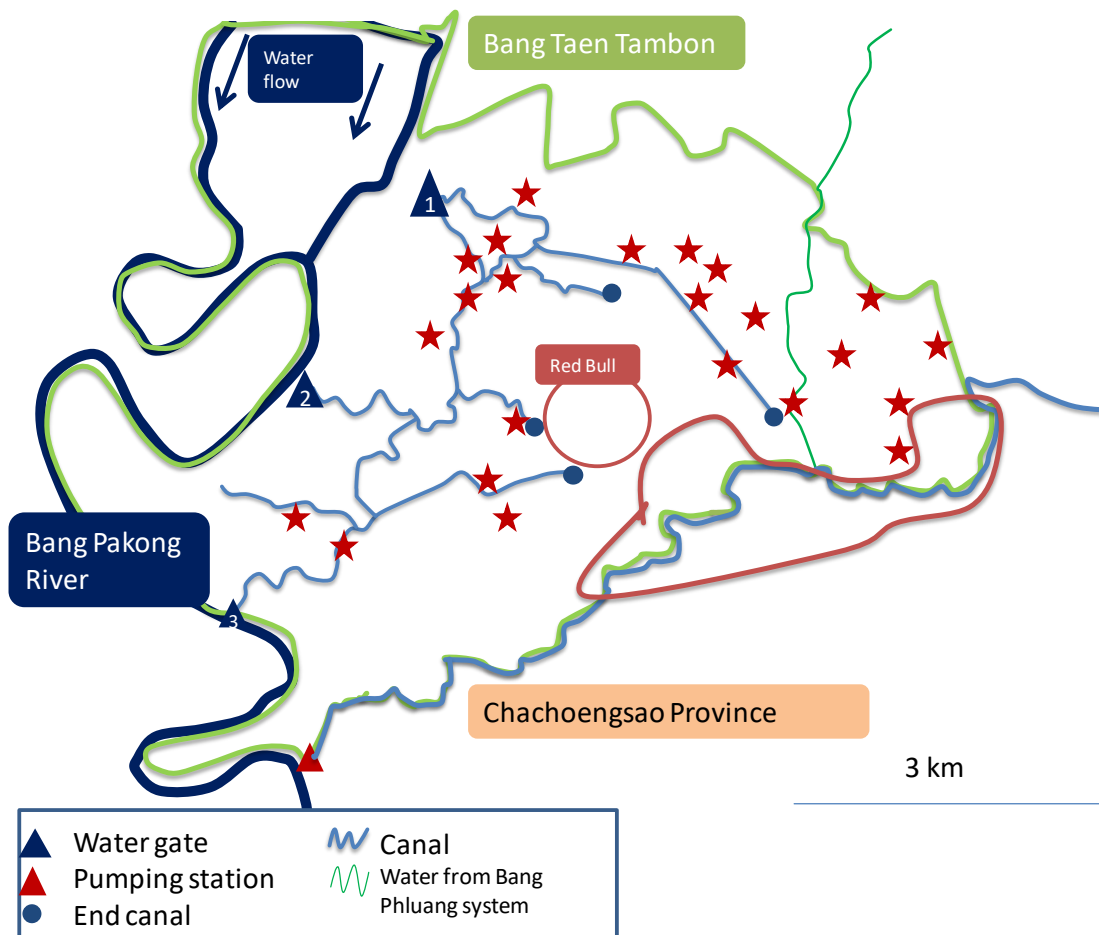 Bang Taen Tambon
Water
flow
1
Red Bull
2
Bang Pakong
River
3
Chachoengsao Province
3 km
Water gate
Pumping station
End canal
Canal
Water from Bang
Phluang system